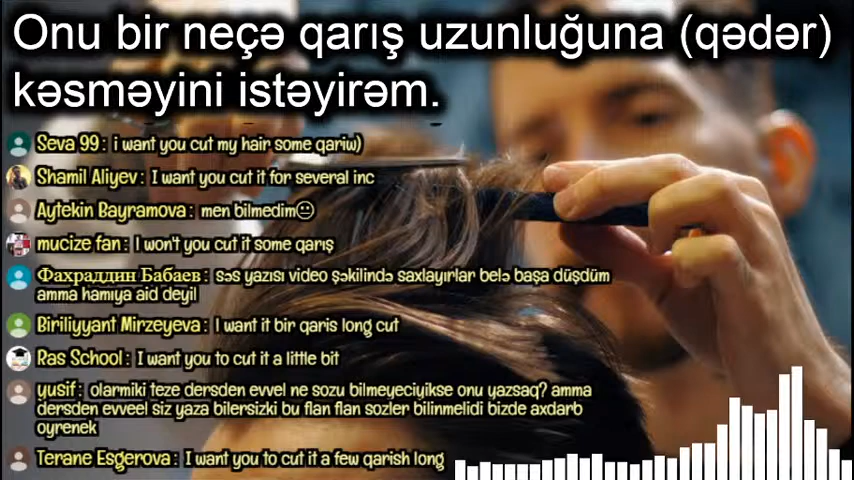 Onu bir neçə qarış uzunluğuna (qədər)
kəsməyini istəyirəm.
Seva 99: i want you cut my hair some qariw)
Shamil Aliyev: I want you cut it for several inc
Aytekin Bayramova: men bilmedim😐
mucize fan: I won't you cut it some qarış
Фахраддин Бабаев: səs yazısı video şəkilində saxlayırlar belə başa düşdüm
amma hamıya aid deyil
Biriliyyant Mirzeyeva: I want it bir qaris long cut
Ras School: I want you to cut it a little bit
yusif: olarmiki teze dersden evvel ne sozu bilmeyeciyikse onu yazsaq? amma
dersden evveel siz yaza bilersizki bu flan flan sozler bilinmelidi bizde axdarb
oyrenek
Terane Esgerova: I want you to cut it a few qarish long